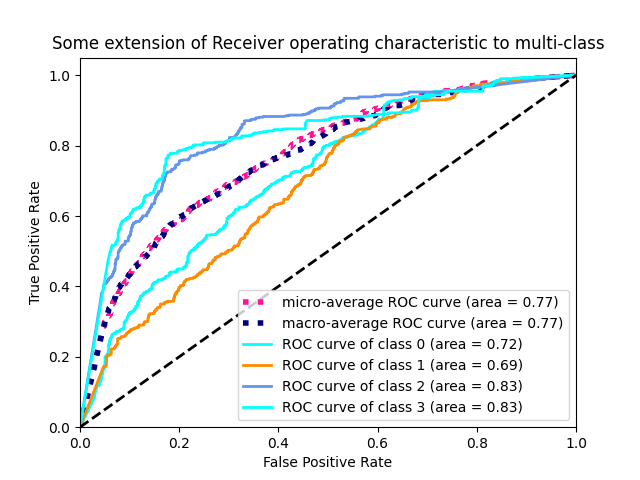 Some extension of Receiver operating characteristic to multi-class
True Positive Rate
1.0
0.8
0.6
0.4
0.2
0.0
micro-average ROC curve (area = 0.77)
macro-average ROC curve (area = 0.77)
ROC curve of class 0 (area = 0.72)
ROC curve of class 1 (area = 0.69)
ROC curve of class 2 (area = 0.83)
ROC curve of class 3 (area = 0.83)
0.0 0.2 0.4 0.6 0.8 1.0
False Positive Rate